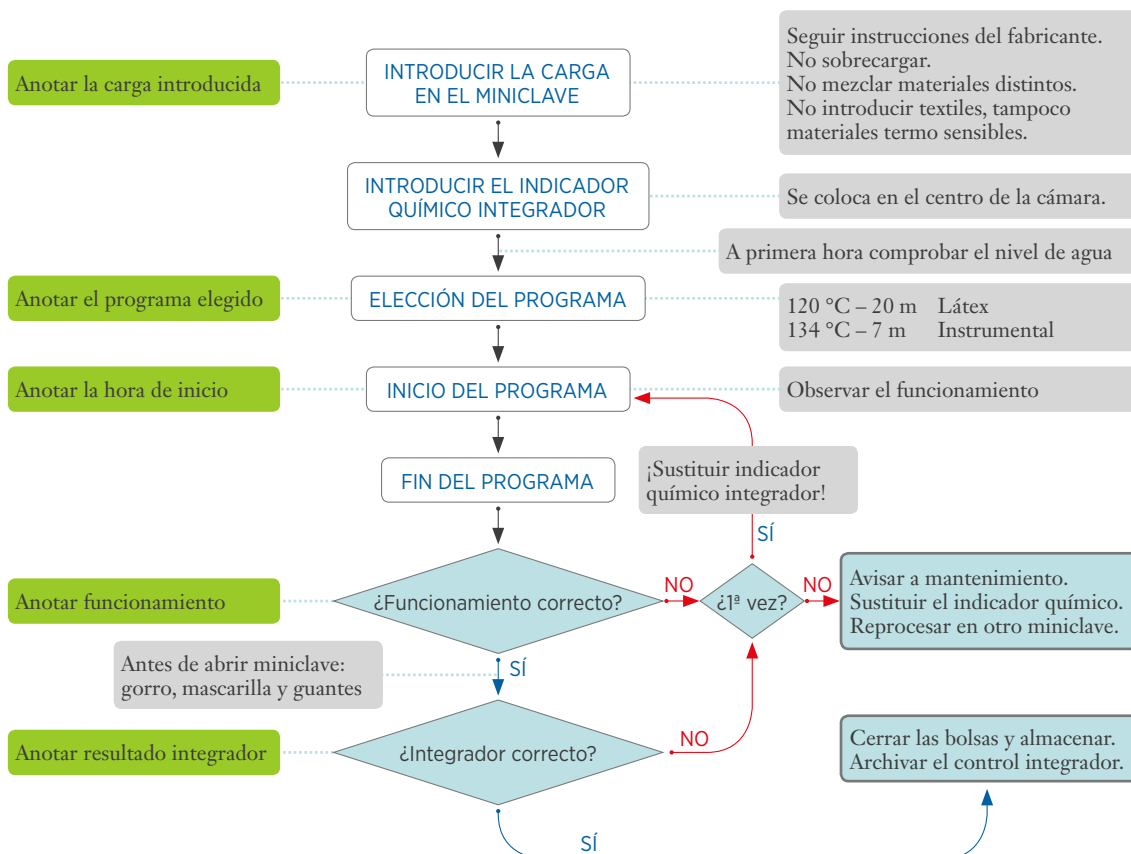 Anotar la carga introducida
INTRODUCIR LA CARGA
EN EL MINICLAVE
Seguir instrucciones del fabricante.
No sobrecargar.
No mezclar materiales distintos.
No introducir textiles, tampoco
materiales termo sensibles.
INTRODUCIR EL INDICADOR
QUÍMICO INTEGRADOR
Se coloca en el centro de la cámara.
A primera hora comprobar el nivel de agua
Anotar el programa elegido
ELECCIÓN DEL PROGRAMA
120 °C – 20 m Látex
134 °C – 7 m Instrumental
Anotar la hora de inicio
INICIO DEL PROGRAMA
Observar el funcionamiento
FIN DEL PROGRAMA
¡Sustituir indicador
químico integrador!
SÍ
Anotar funcionamiento
¿Funcionamiento correcto?
NO
¿1ª vez?
NO
Avisar a mantenimiento.
Sustituir el indicador químico.
Reprocesar en otro miniclave.
Antes de abrir miniclave:
gorro, mascarilla y guantes
SÍ
Anotar resultado integrador
¿Integrador correcto?
NO
Cerrar las bolsas y almacenar.
Archivar el control integrador.
SÍ